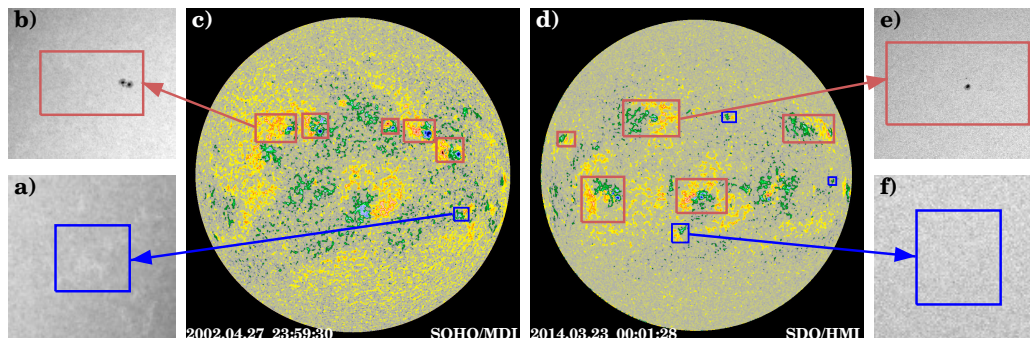 b)
c)
d)
e)
a)
f)
2002.04.27 23:59:30 SOHO/MDI
2014.03.23 00:01:28 SDO/HMI